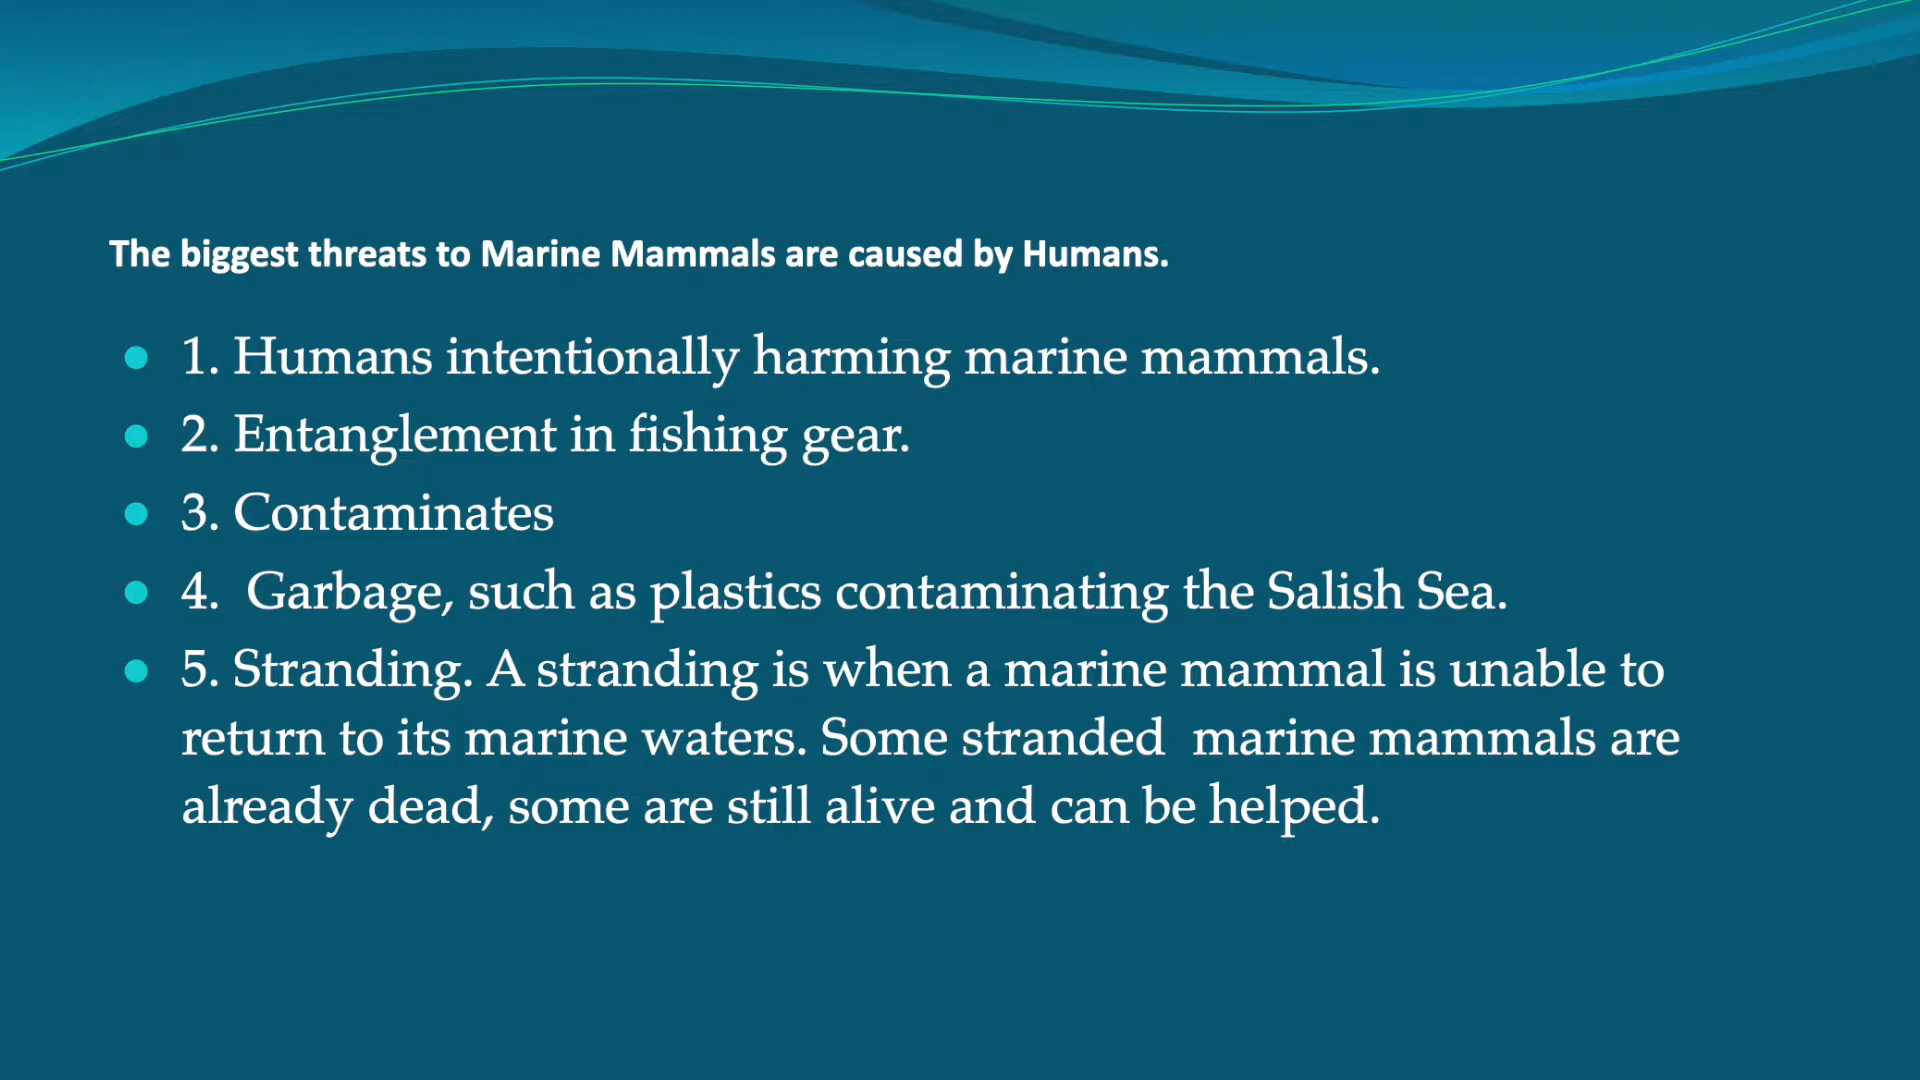 The biggest threats to Marine Mammals are caused by Humans.
• 1. Humans intentionally harming marine mammals.
• 2. Entanglement in fishing gear.
• 3. Contaminates
• 4.  Garbage, such as plastics contaminating the Salish Sea.
• 5. Stranding. A stranding is when a marine mammal is unable to
return to its marine waters. Some stranded  marine mammals are
already dead, some are still alive and can be helped.